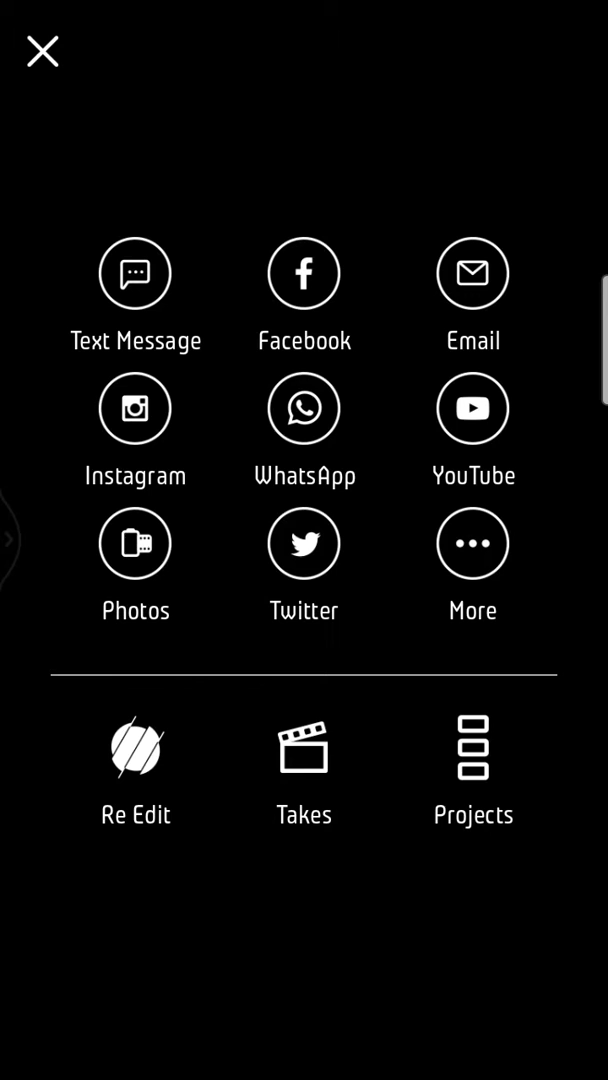 Text Message Facebook Email
Instagram WhatsApp YouTube
Photos Twitter More
Re Edit Takes Projects